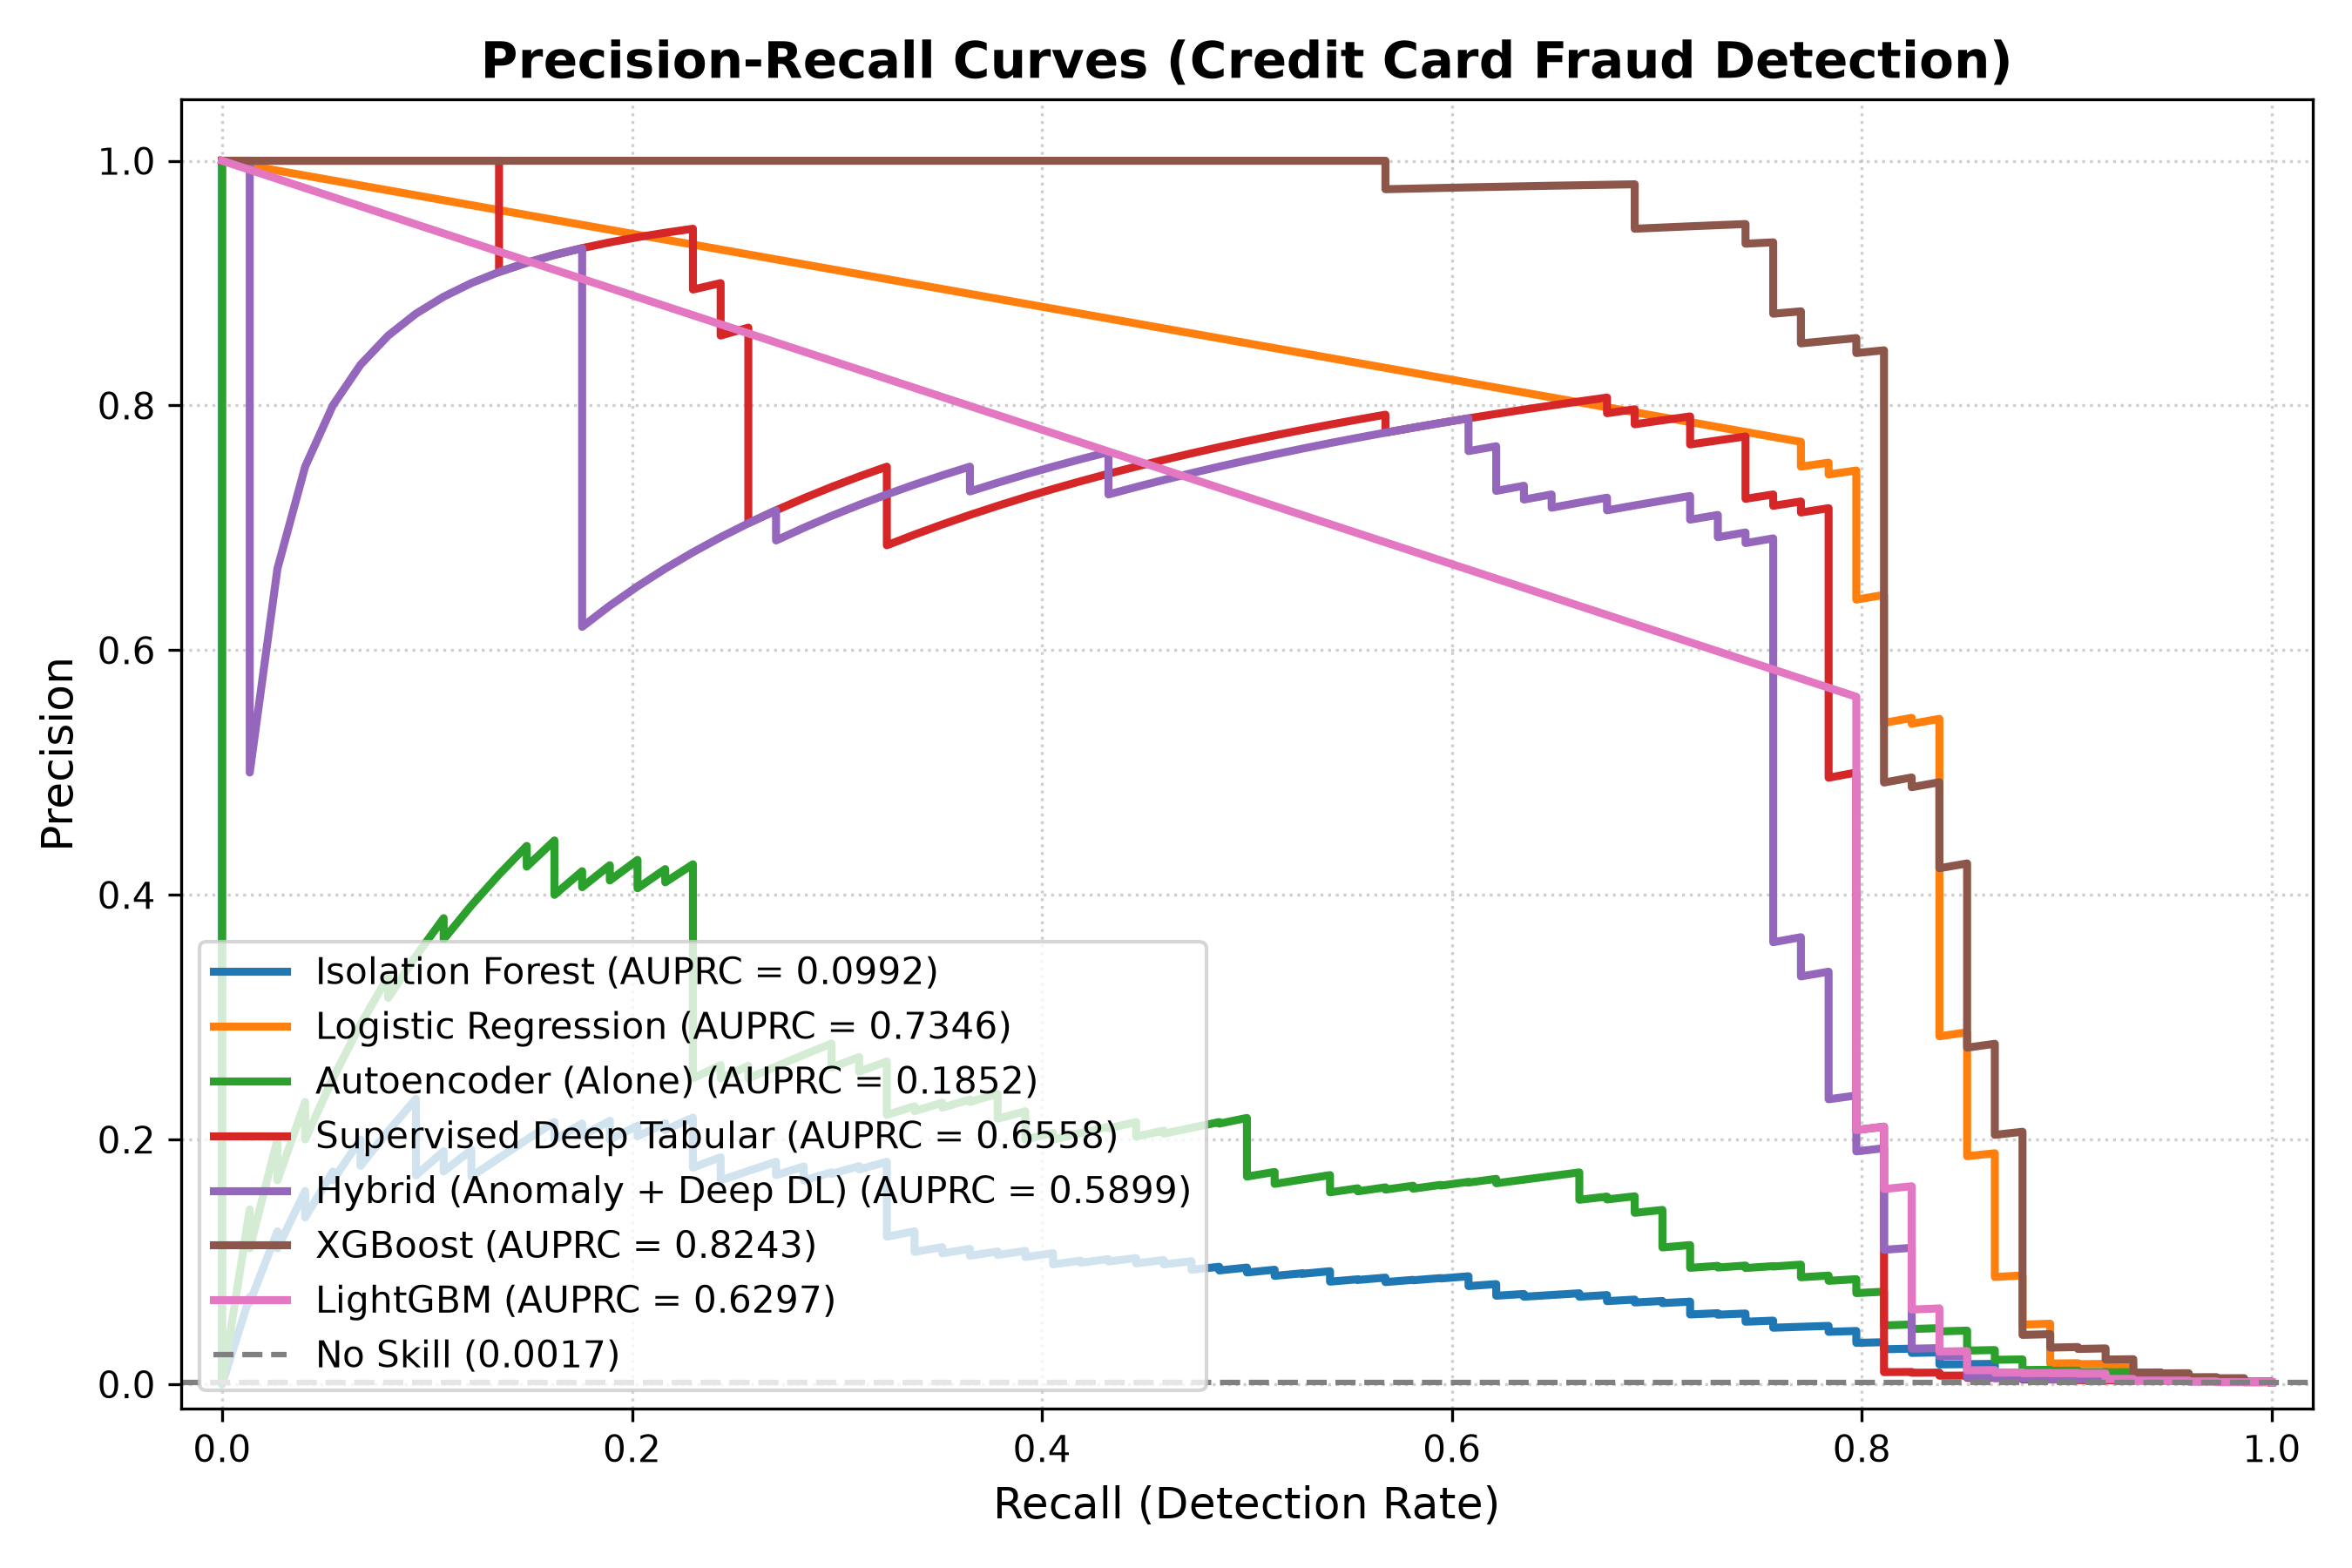 Precision-Recall Curves (Credit Card Fraud Detection)
Precision
1.0
0.8
0.6
0.4
0.2
0.0
Isolation Forest (AUPRC = 0.0992)
Logistic Regression (AUPRC = 0.7346)
Autoencoder (Alone) (AUPRC = 0.1852)
Supervised Deep Tabular (AUPRC = 0.6558)
Hybrid (Anomaly + Deep DL) (AUPRC = 0.5899)
XGBoost (AUPRC = 0.8243)
LightGBM (AUPRC = 0.6297)
No Skill (0.0017)
0.0 0.2 0.4 0.6 0.8 1.0
Recall (Detection Rate)